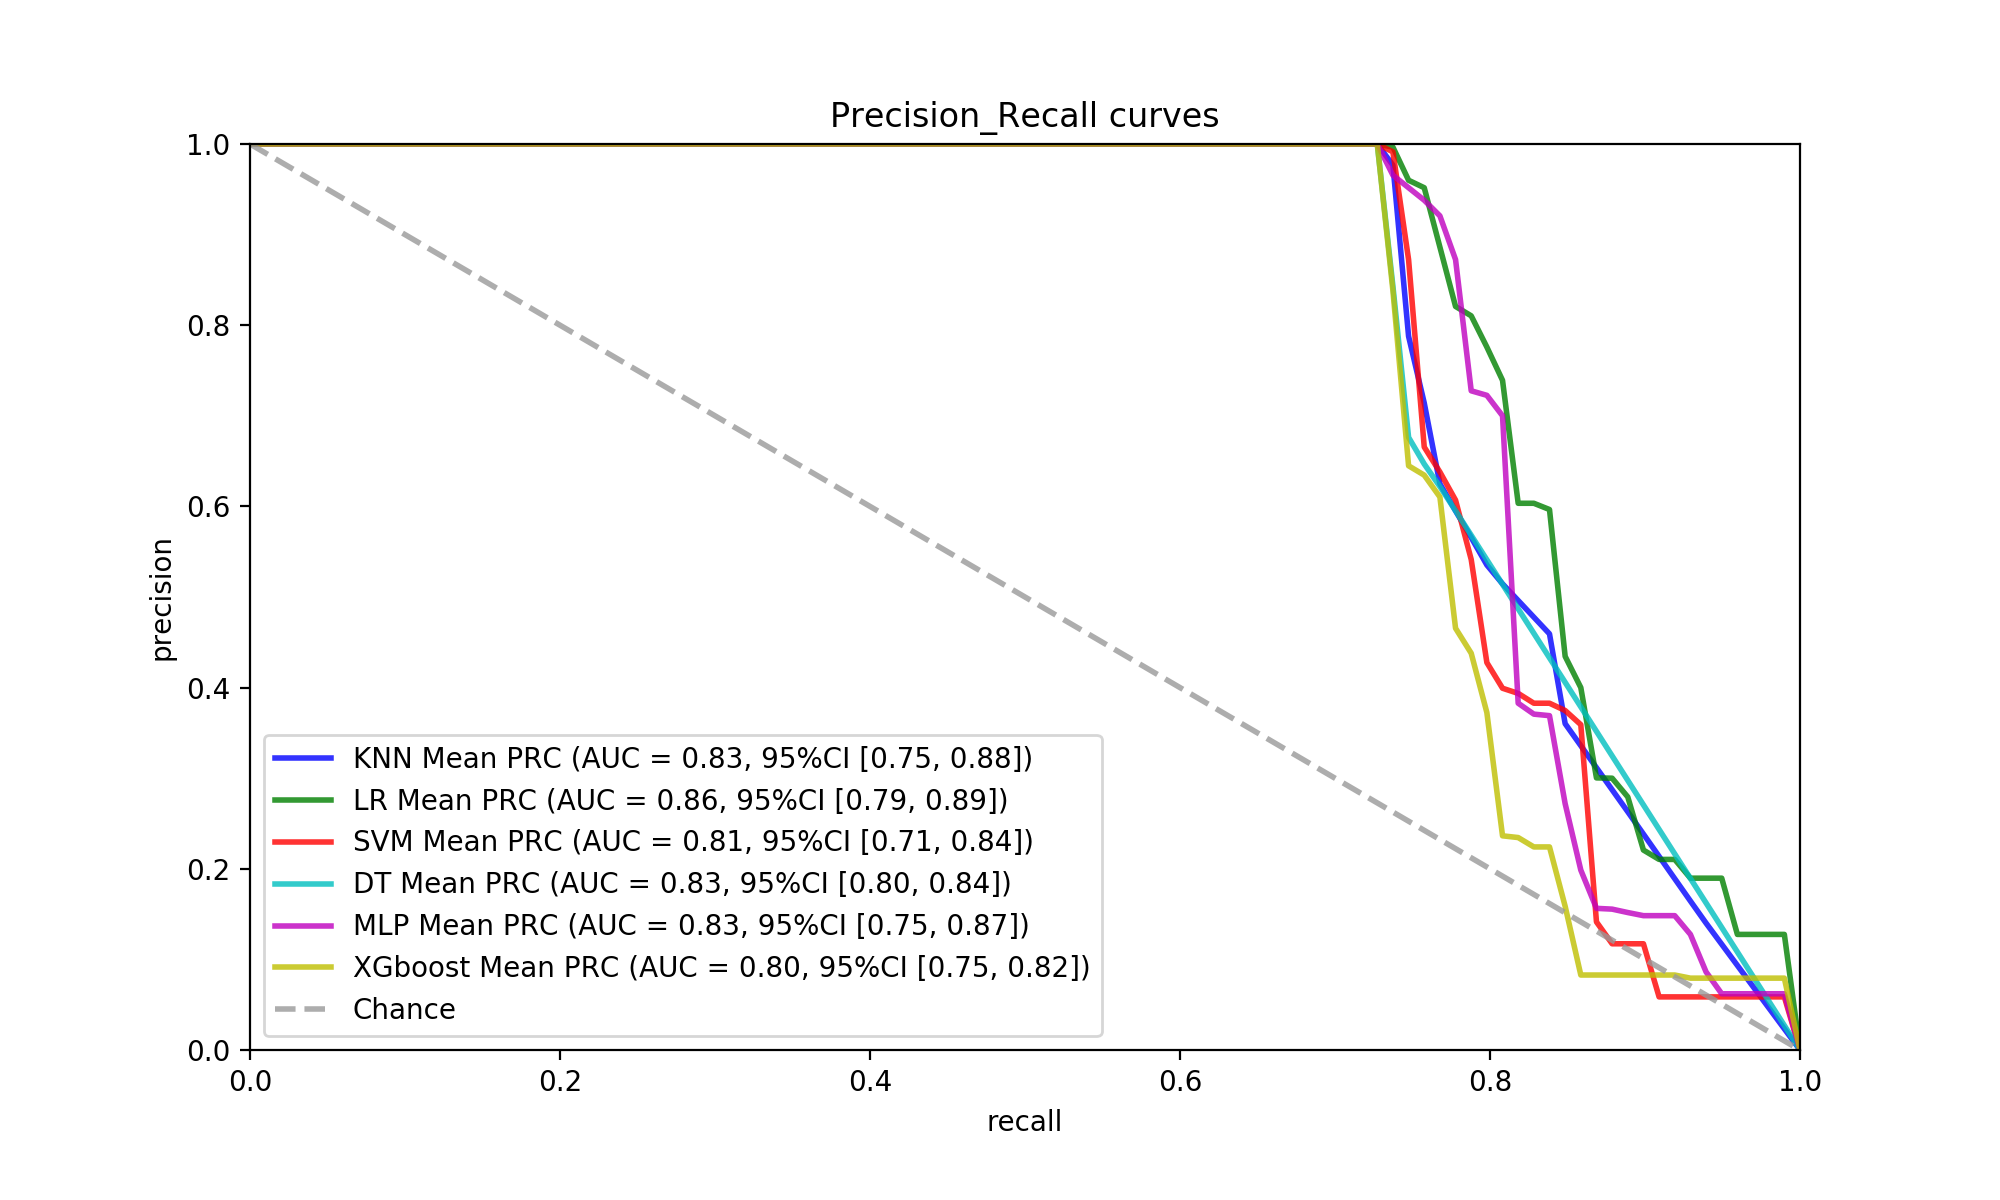 Precision_Recall curves
1.0
0.8
0.6
0.4
0.2
0.0
precision
KNN Mean PRC (AUC = 0.83, 95%CI [0.75, 0.88])
LR Mean PRC (AUC = 0.86, 95%CI [0.79, 0.89])
SVM Mean PRC (AUC = 0.81, 95%CI [0.71, 0.84])
DT Mean PRC (AUC = 0.83, 95%CI [0.80, 0.84])
MLP Mean PRC (AUC = 0.83, 95%CI [0.75, 0.87])
XGboost Mean PRC (AUC = 0.80, 95%CI [0.75, 0.82])
Chance
0.0 0.2 0.4 0.6 0.8 1.0
recall